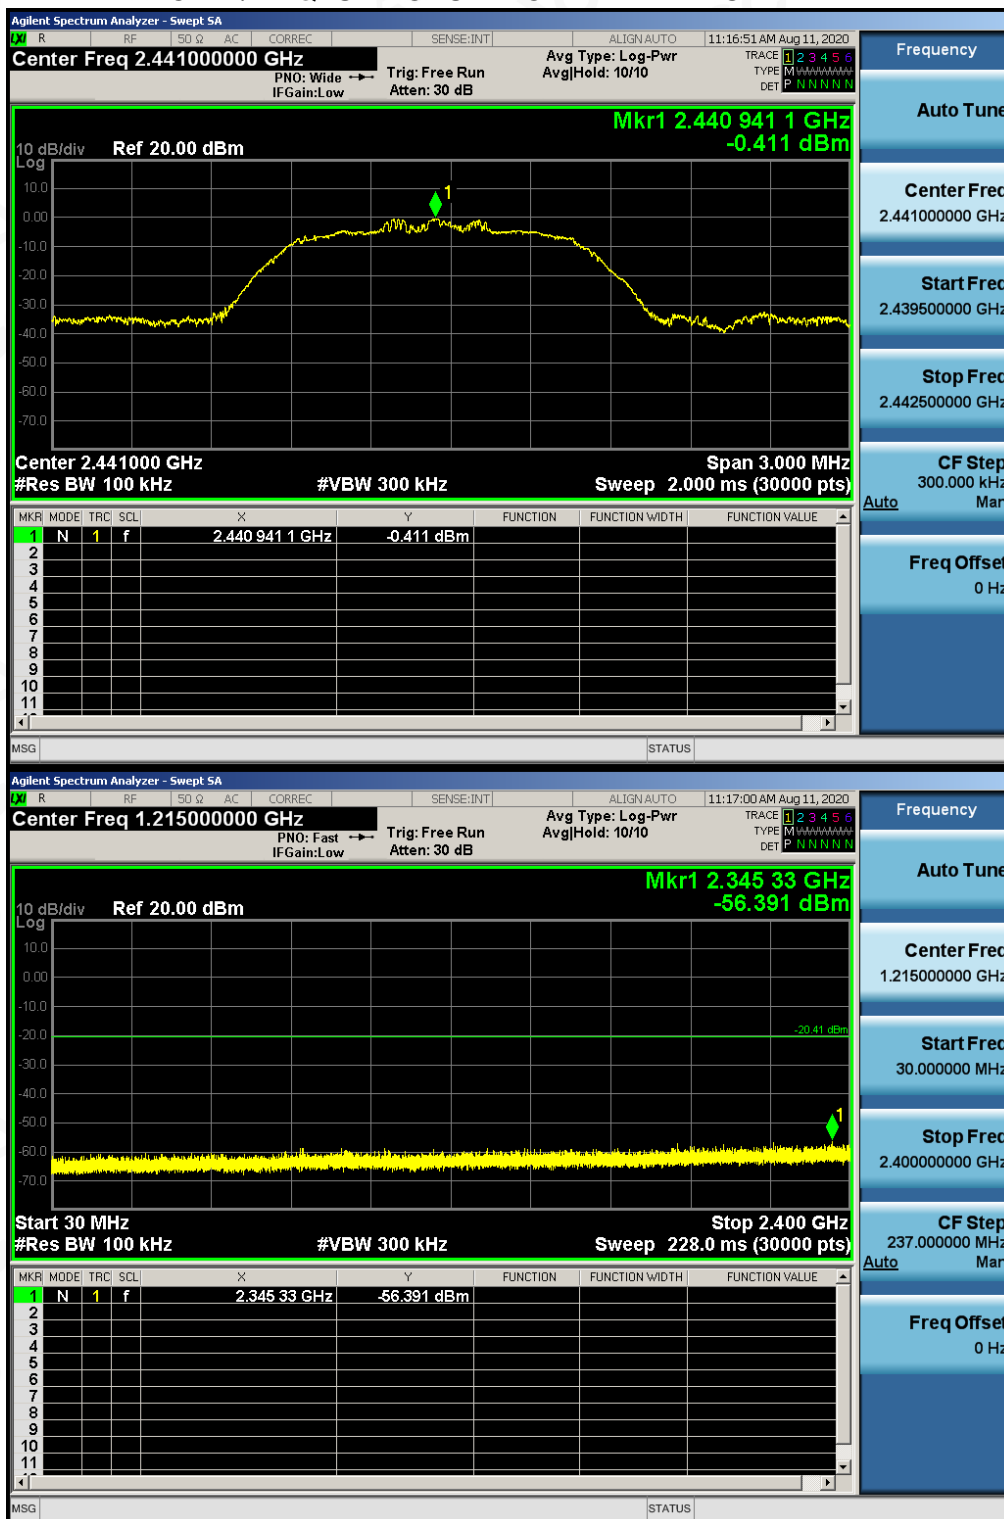 Agilent Spectrum Analyzer - Swept SA
LXI R RF 50 Ω AC CORREC SENSE:INT ALIGN AUTO 11:16:51 AM Aug 11, 2020
Center Freq 2.441000000 GHz
PNO: Wide
IFGain:Low
Trig: Free Run
Atten: 30 dB
Avg Type: Log-Pwr
Avg|Hold: 10/10
TRACE 1 2 3 4 5 6
TYPE M
DET P N N N N N
Mkr1 2.440 941 1 GHz
-0.411 dBm
10 dB/div Ref 20.00 dBm
Log
10.0
0.00
-10.0
-20.0
-30.0
-40.0
-50.0
-60.0
-70.0
1
Center 2.441000 GHz Span 3.000 MHz
#Res BW 100 kHz #VBW 300 kHz Sweep 2.000 ms (30000 pts)
MKR MODE TRC SCL X Y FUNCTION FUNCTION WIDTH FUNCTION VALUE
1 N 1 f 2.440 941 1 GHz -0.411 dBm
2
3
4
5
6
7
8
9
10
11
MSG STATUS
Frequency
Auto Tune
Center Freq
2.441000000 GHz
Start Freq
2.439500000 GHz
Stop Freq
2.442500000 GHz
CF Step
300.000 kHz
Auto Man
Freq Offset
0 Hz
Agilent Spectrum Analyzer - Swept SA
LXI R RF 50 Ω AC CORREC SENSE:INT ALIGN AUTO 11:17:00 AM Aug 11, 2020
Center Freq 1.215000000 GHz
PNO: Fast
IFGain:Low
Trig: Free Run
Atten: 30 dB
Avg Type: Log-Pwr
Avg|Hold: 10/10
TRACE 1 2 3 4 5 6
TYPE M
DET P N N N N N
Mkr1 2.345 33 GHz
-56.391 dBm
10 dB/div Ref 20.00 dBm
Log
10.0
0.00
-10.0
-20.0
-30.0
-40.0
-50.0
-60.0
-70.0
-20.41 dBm
1
Start 30 MHz Stop 2.400 GHz
#Res BW 100 kHz #VBW 300 kHz Sweep 228.0 ms (30000 pts)
MKR MODE TRC SCL X Y FUNCTION FUNCTION WIDTH FUNCTION VALUE
1 N 1 f 2.345 33 GHz -56.391 dBm
2
3
4
5
6
7
8
9
10
11
MSG STATUS
Frequency
Auto Tune
Center Freq
1.215000000 GHz
Start Freq
30.000000 MHz
Stop Freq
2.400000000 GHz
CF Step
237.000000 MHz
Auto Man
Freq Offset
0 Hz